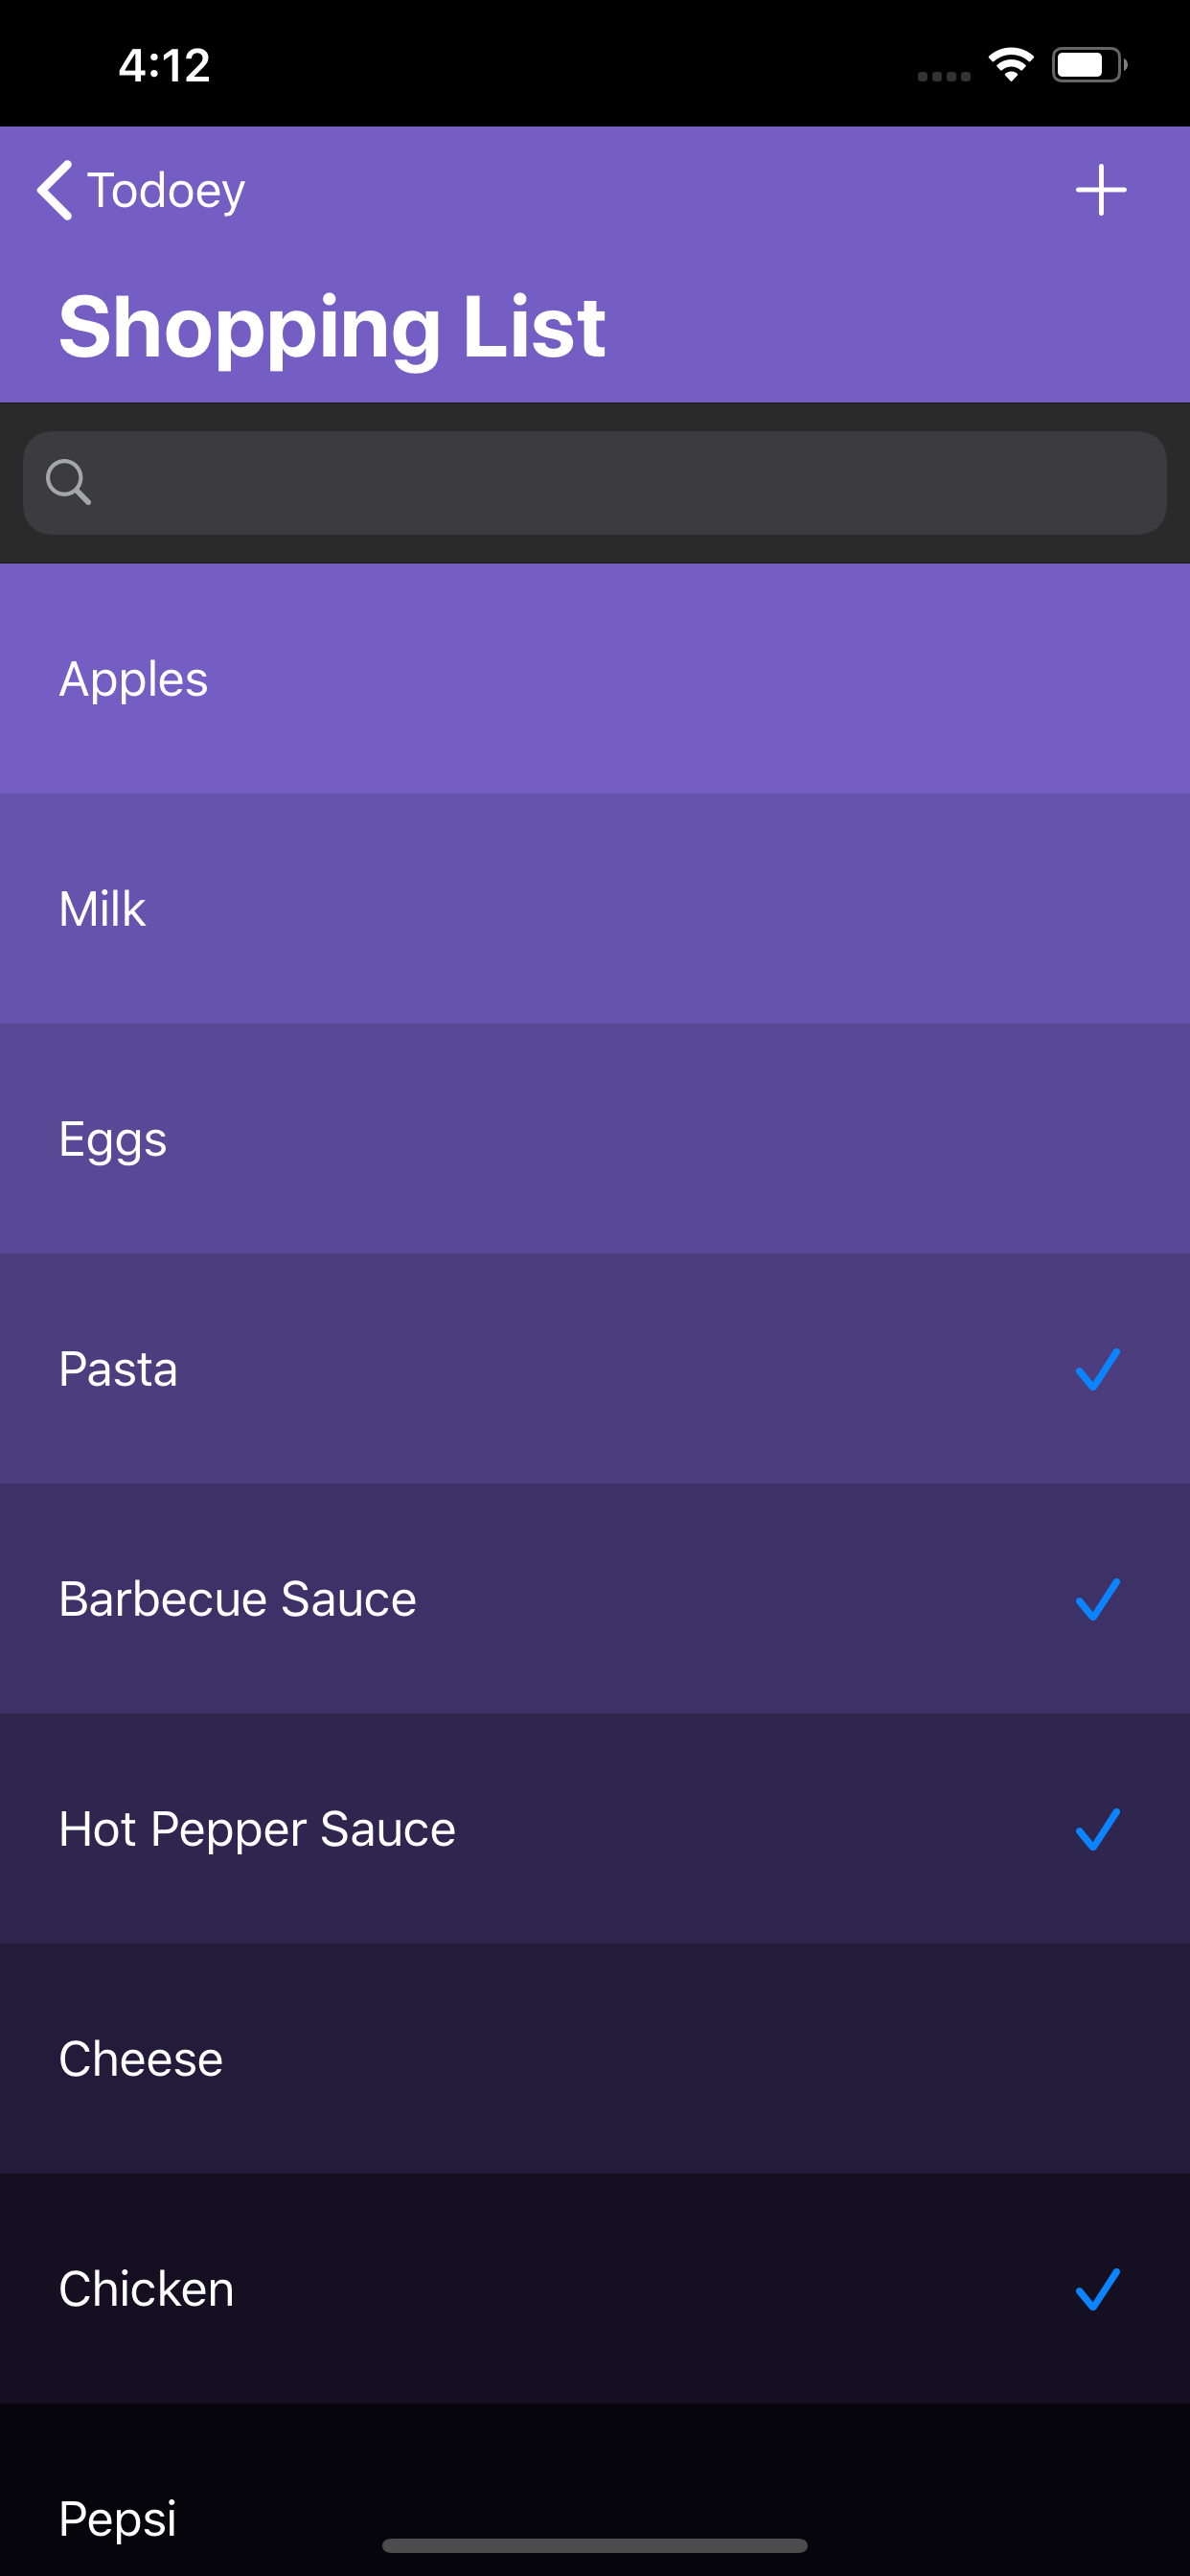 4:12
Todoey
Shopping List
Apples
Milk
Eggs
Pasta
Barbecue Sauce
Hot Pepper Sauce
Cheese
Chicken
Pepsi